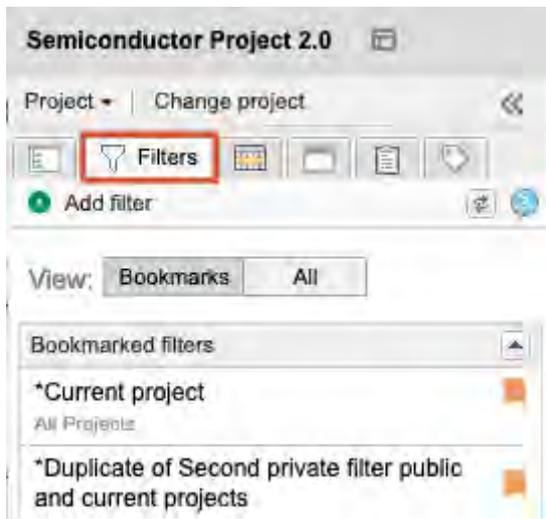 Semiconductor Project 2.0
Project Change project
Filters
Add filter
View: Bookmarks All
Bookmarked filters
*Current project
All Projects
*Duplicate of Second private filter public
and current projects